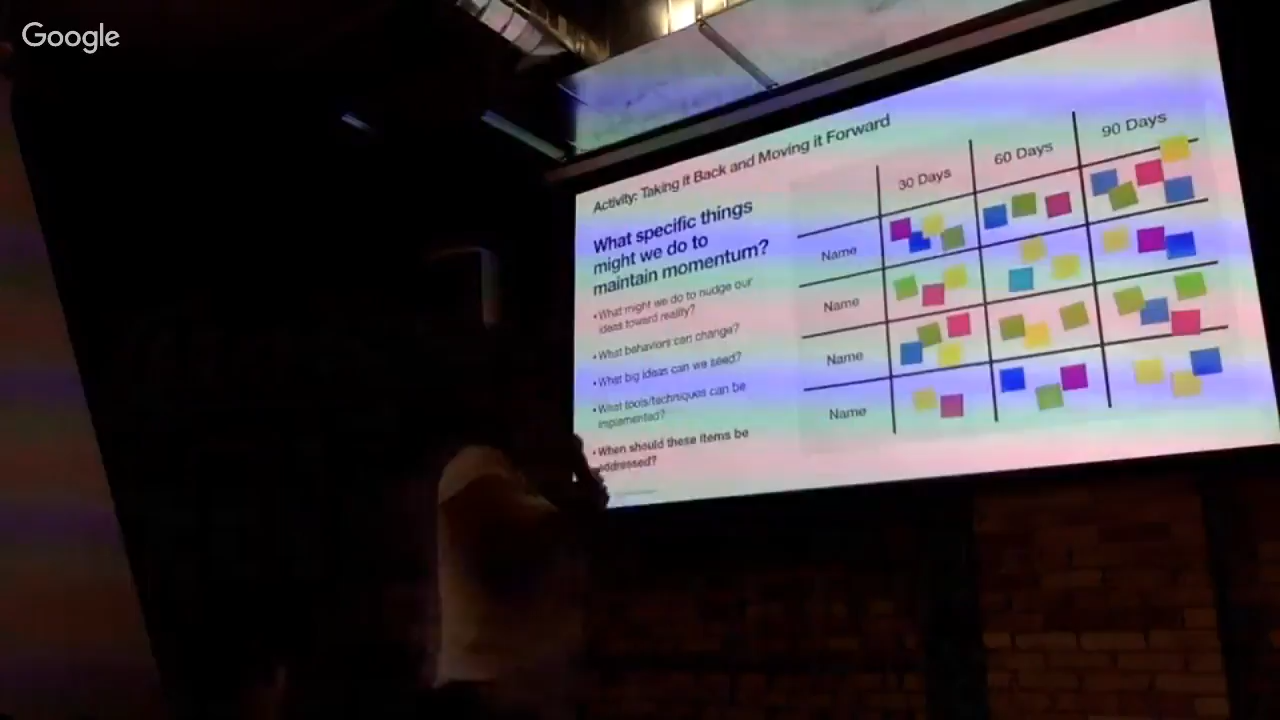 Google
Activity: Taking it Back and Moving it Forward
What specific things
might we do to
maintain momentum?
• What might we do to nudge our
ideas toward reality?
• What behaviors can change?
• What big ideas can we seed?
• What tools/techniques can be
implemented?
• When should these items be
addressed?
30 Days
60 Days
90 Days
Name
Name
Name
Name